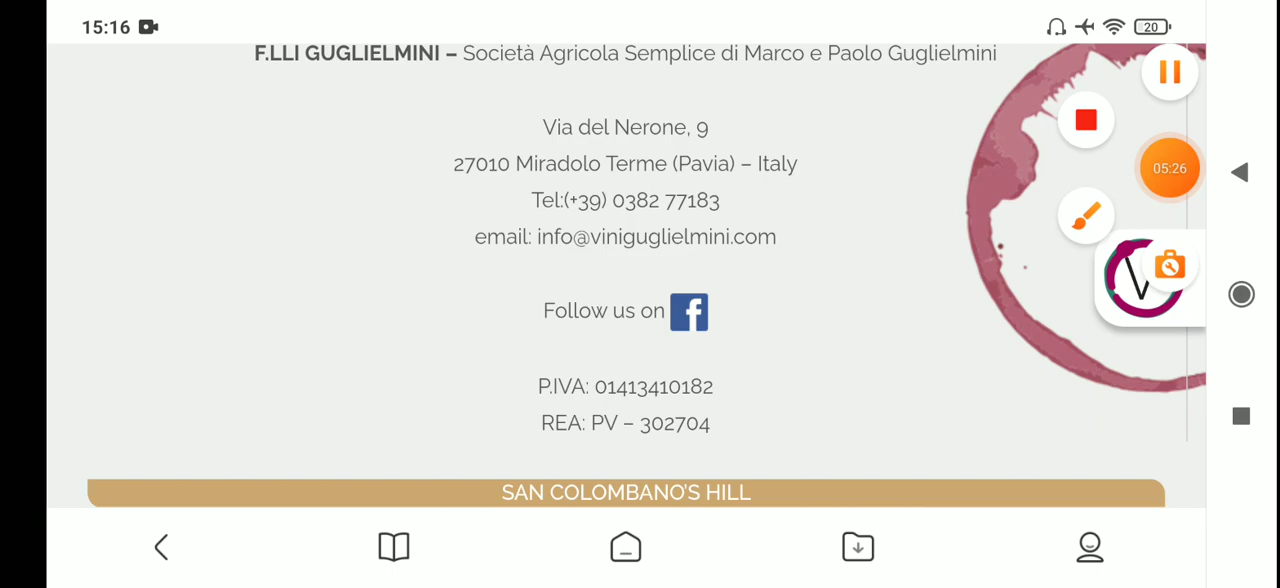 15:16
20
F.LLI GUGLIELMINI – Società Agricola Semplice di Marco e Paolo Guglielmini
Via del Nerone, 9
27010 Miradolo Terme (Pavia) – Italy
Tel:(+39) 0382 77183
email: info@viniguglielmini.com
Follow us on f
P.IVA: 01413410182
REA: PV – 302704
SAN COLOMBANO'S HILL
05:26
V